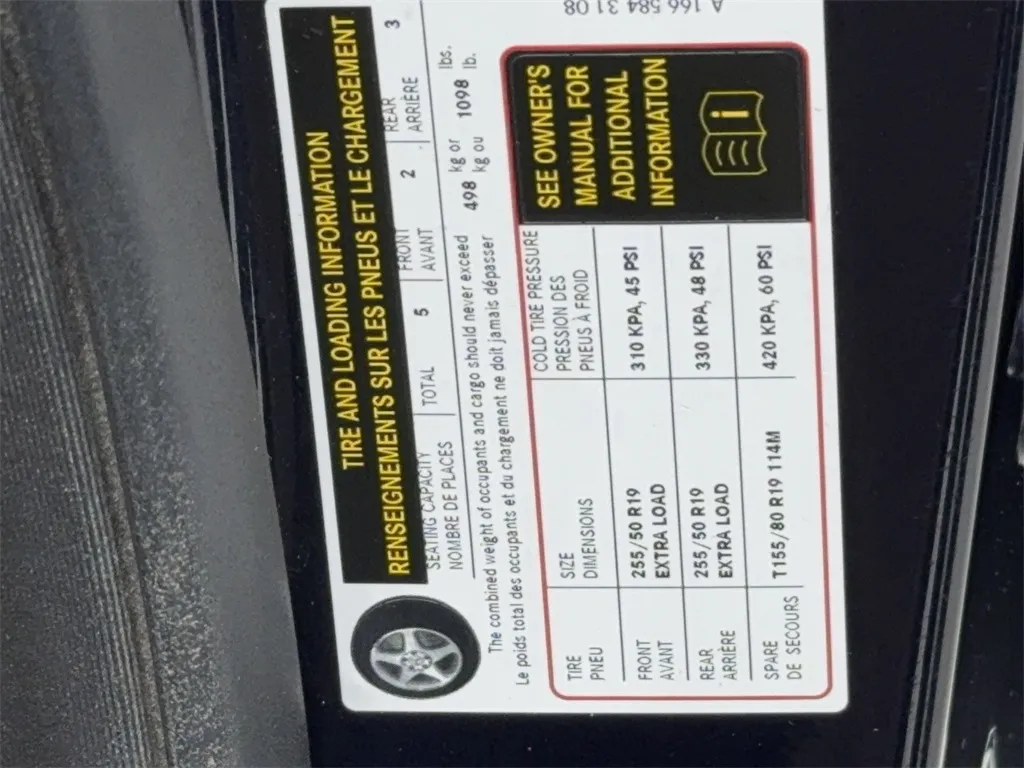 TIRE AND LOADING INFORMATION
RENSEIGNEMENTS SUR LES PNEUS ET LE CHARGEMENT
SEATING CAPACITY TOTAL 5 FRONT 2 REAR 3
NOMBRE DE PLACES AVANT ARRIÈRE
The combined weight of occupants and cargo should never exceed 498 kg or 1098 lbs.
Le poids total des occupants et du chargement ne doit jamais dépasser kg ou lb.
TIRE SIZE COLD TIRE PRESSURE
PNEU DIMENSIONS PRESSION DES
PNEUS À FROID
FRONT 255/50 R19 310 KPA, 45 PSI
AVANT EXTRA LOAD
REAR 255/50 R19 330 KPA, 48 PSI
ARRIÈRE EXTRA LOAD
SPARE T155/80 R19 114M 420 KPA, 60 PSI
DE SECOURS
SEE OWNER'S
MANUAL FOR
ADDITIONAL
INFORMATION
i
A 166 584 31 08